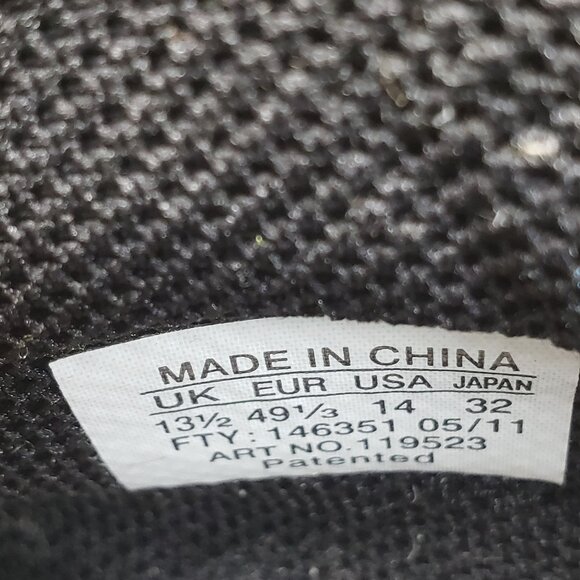 MADE IN CHINA
UK EUR USA JAPAN
13½ 49⅓ 14 32
FTY: 146351 05/11
ART NO. 119523
Patented